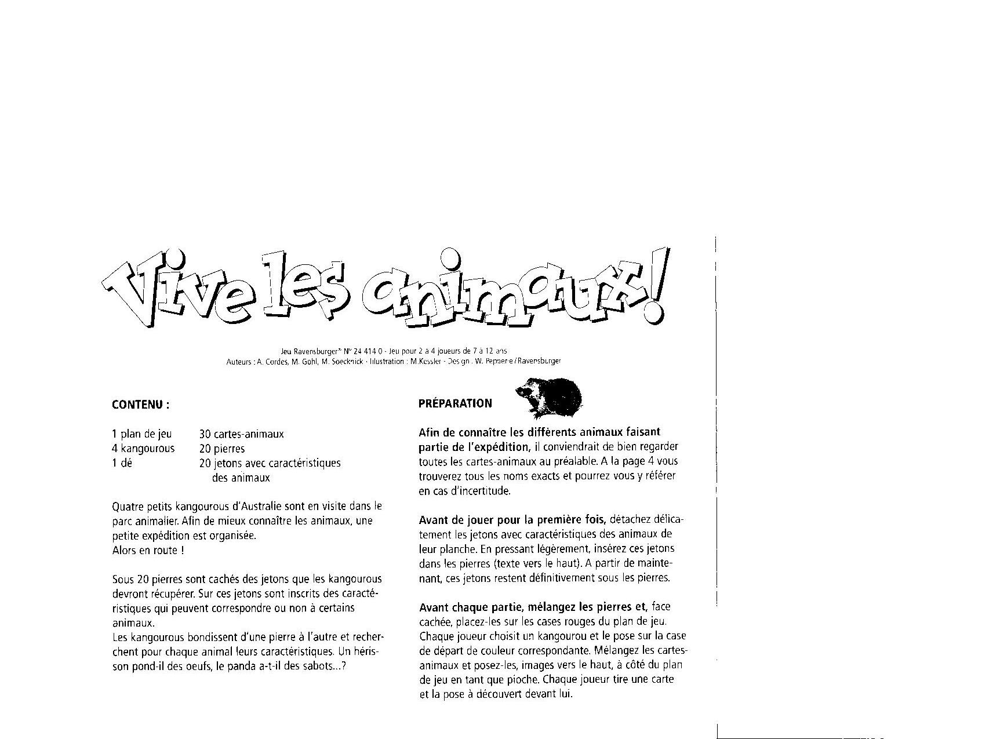 Vive les animaux!
Jeu Ravensburger® N° 24 414 0 - Jeu pour 2 à 4 joueurs de 7 à 12 ans
Auteurs : A. Cordes, M. Gohl, M. Soecknick - Illustration : M.Kessler - Design : W. /Ravensburger
CONTENU :
1 plan de jeu 30 cartes-animaux
4 kangourous 20 pierres
1 dé 20 jetons avec caractéristiques
des animaux
Quatre petits kangourous d'Australie sont en visite dans le
parc animalier. Afin de mieux connaître les animaux, une
petite expédition est organisée.
Alors en route !
Sous 20 pierres sont cachés des jetons que les kangourous
devront récupérer. Sur ces jetons sont inscrits des caracté-
ristiques qui peuvent correspondre ou non à certains
animaux.
Les kangourous bondissent d'une pierre à l'autre et recher-
chent pour chaque animal leurs caractéristiques. Un héris-
son pond-il des oeufs, le panda a-t-il des sabots...?
PRÉPARATION
Afin de connaître les différents animaux faisant
partie de l'expédition, il conviendrait de bien regarder
toutes les cartes-animaux au préalable. A la page 4 vous
trouverez tous les noms exacts et pourrez vous y référer
en cas d'incertitude.
Avant de jouer pour la première fois, détachez délica-
tement les jetons avec caractéristiques des animaux de
leur planche. En pressant légèrement, insérez ces jetons
dans les pierres (texte vers le haut). A partir de mainte-
nant, ces jetons restent définitivement sous les pierres.
Avant chaque partie, mélangez les pierres et, face
cachée, placez-les sur les cases rouges du plan de jeu.
Chaque joueur choisit un kangourou et le pose sur la case
de départ de couleur correspondante. Mélangez les cartes-
animaux et posez-les, images vers le haut, à côté du plan
de jeu en tant que pioche. Chaque joueur tire une carte
et la pose à découvert devant lui.